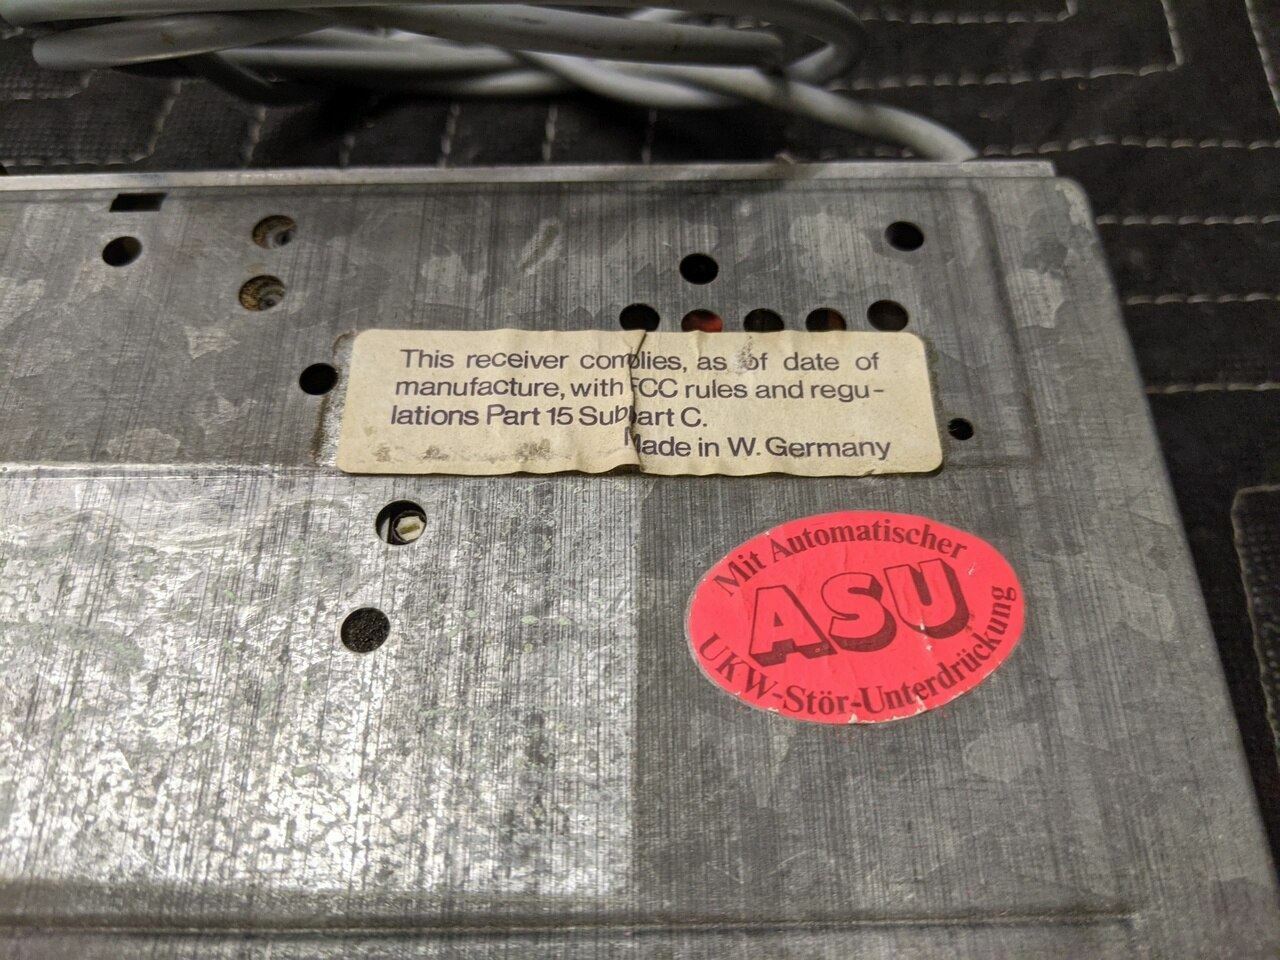 This receiver complies, as of date of
manufacture, with FCC rules and regu-
lations Part 15 Subpart C.
Made in W. Germany
Mit Automatischer
ASU
UKW-Stör-Unterdrückung